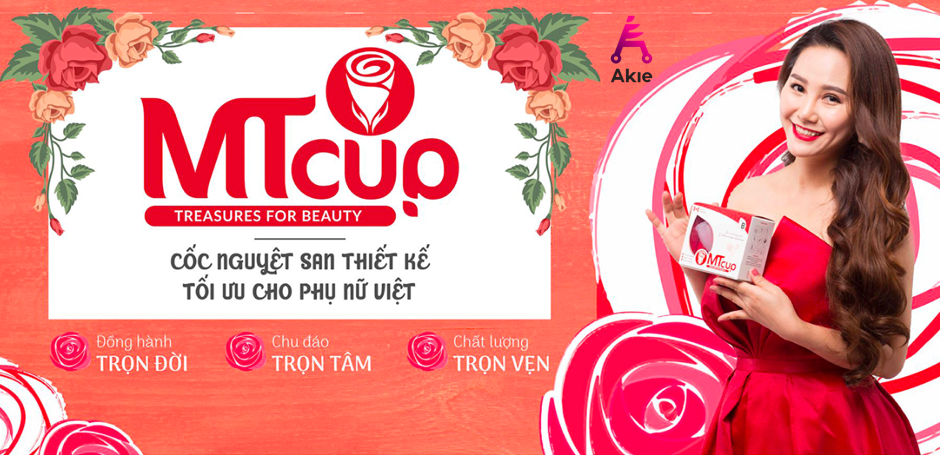 MTcup
TREASURES FOR BEAUTY
CỐC NGUYỆT SAN THIẾT KẾ
TỐI ƯU CHO PHỤ NỮ VIỆT
Đồng hành
TRỌN ĐỜI
Chu đáo
TRỌN TÂM
Chất lượng
TRỌN VẸN
Akie
MTcup